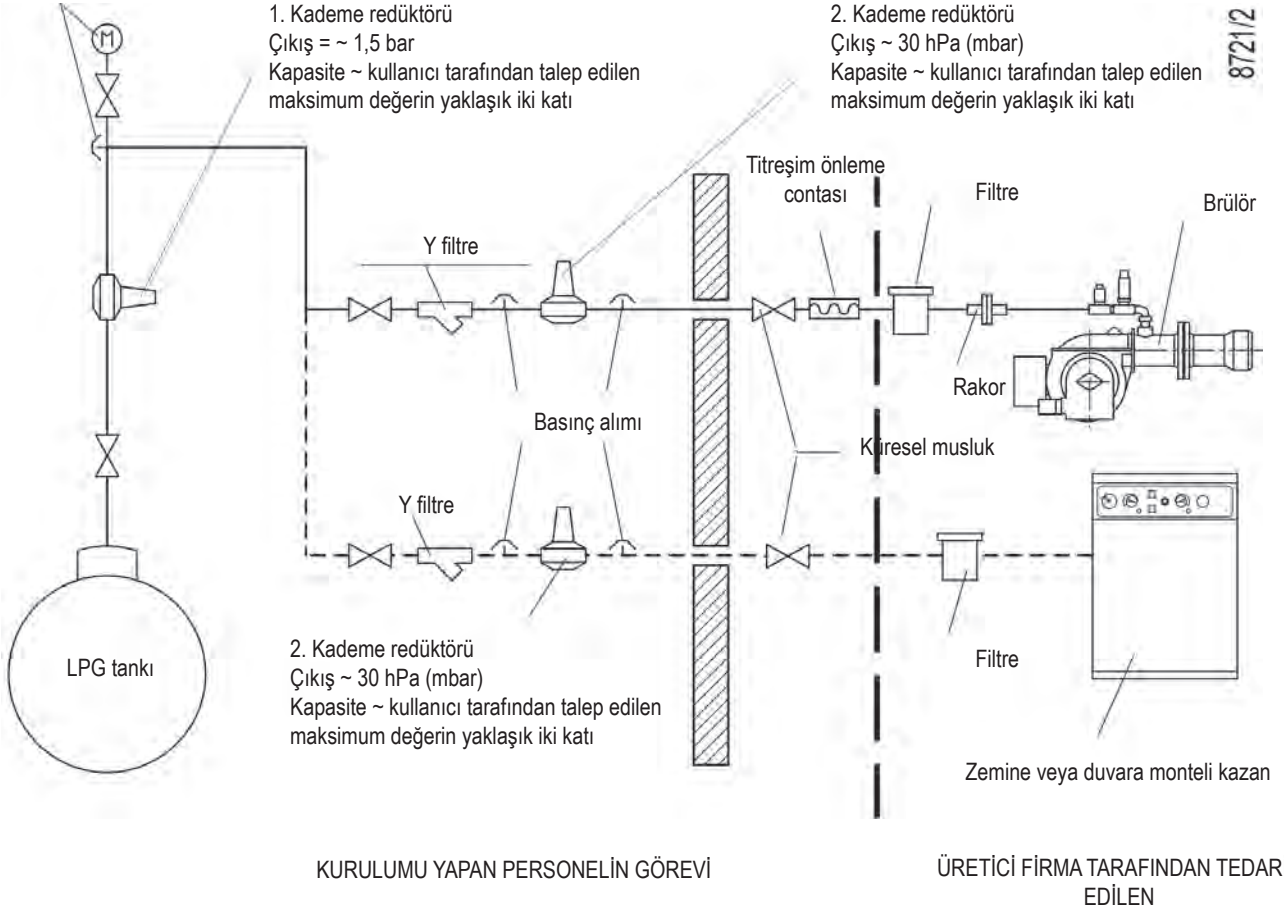 1. Kademe redüktörü
Çıkış = ~ 1,5 bar
Kapasite ~ kullanıcı tarafından talep edilen
maksimum değerin yaklaşık iki katı
2. Kademe redüktörü
Çıkış ~ 30 hPa (mbar)
Kapasite ~ kullanıcı tarafından talep edilen
maksimum değerin yaklaşık iki katı
8721/2
M
Titreşim önleme
contası
Filtre
Brülör
Y filtre
Rakor
Basınç alımı
Küresel musluk
Y filtre
LPG tankı
2. Kademe redüktörü
Çıkış ~ 30 hPa (mbar)
Kapasite ~ kullanıcı tarafından talep edilen
maksimum değerin yaklaşık iki katı
Filtre
Zemine veya duvara monteli kazan
KURULUMU YAPAN PERSONELİN GÖREVİ
ÜRETİCİ FİRMA TARAFINDAN TEDAR
EDİLEN